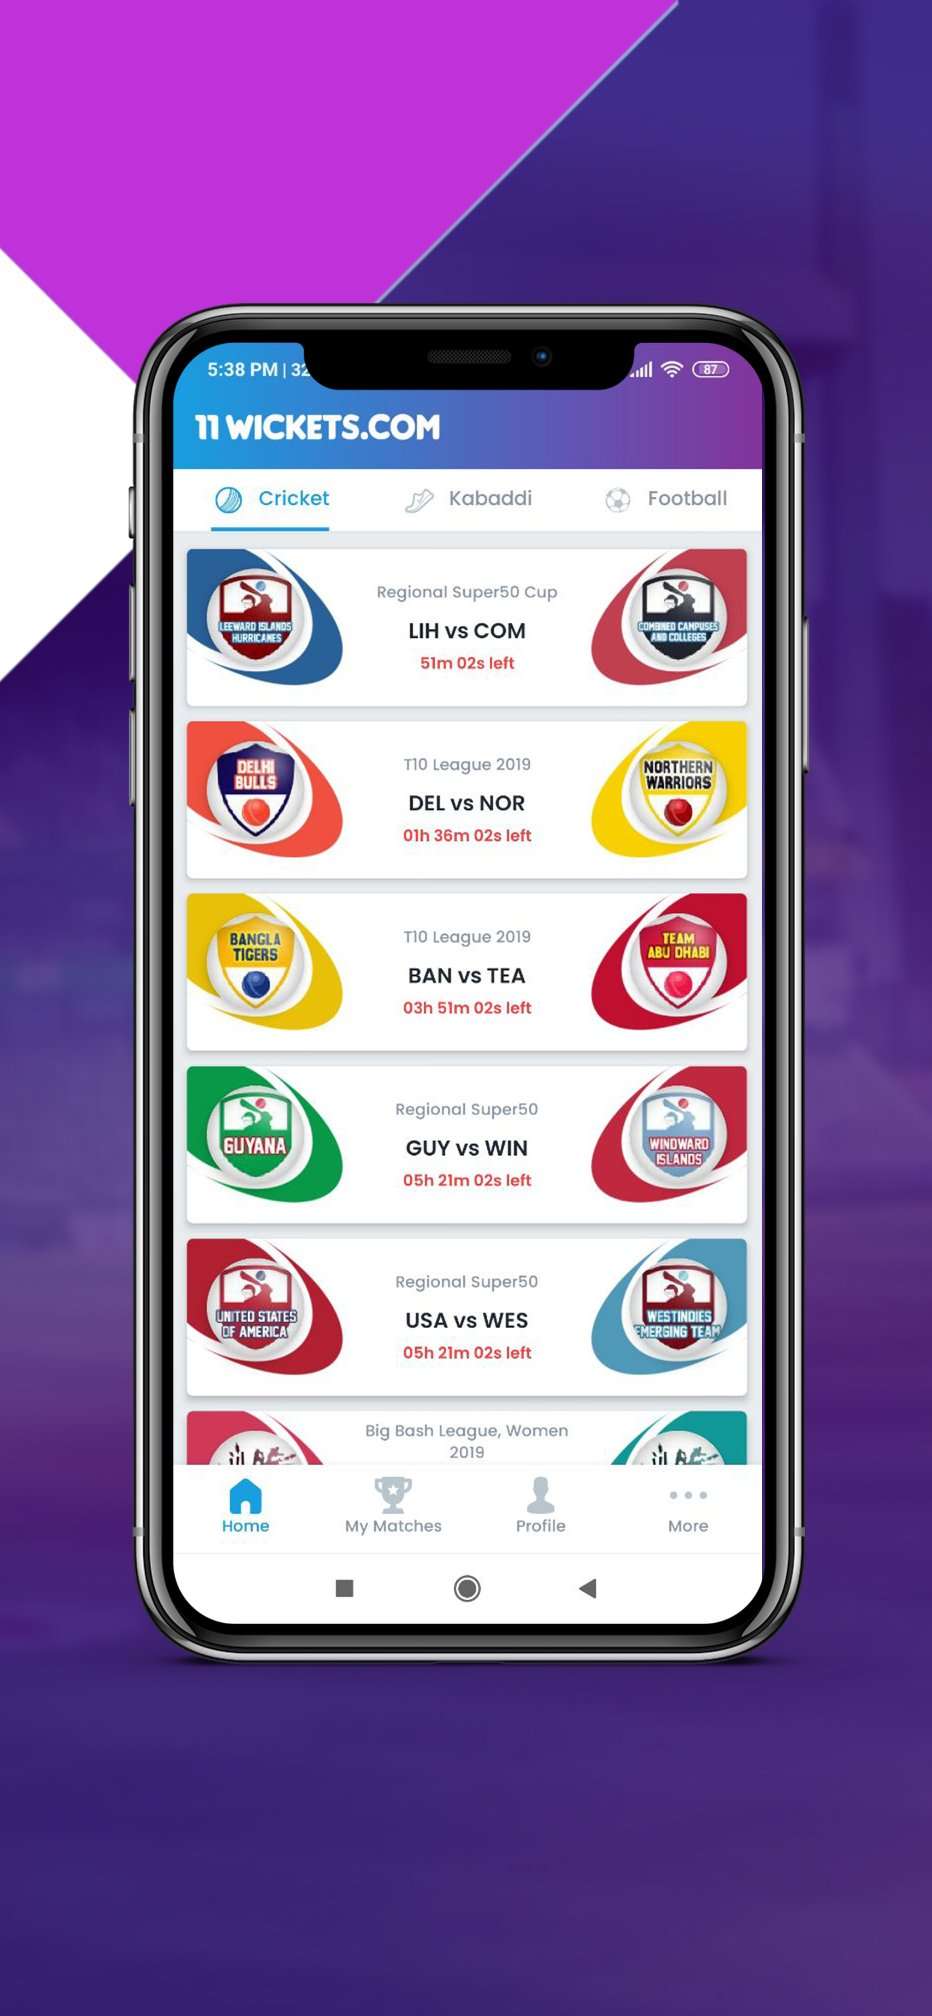 5:38 PM | 32
87
11 WICKETS.COM
Cricket
Kabaddi
Football
LEEWARD ISLANDS
HURRICANES
Regional Super50 Cup
LIH vs COM
51m 02s left
COMBINED CAMPUSES
AND COLLEGES
DELHI
BULLS
T10 League 2019
DEL vs NOR
01h 36m 02s left
NORTHERN
WARRIORS
BANGLA
TIGERS
T10 League 2019
BAN vs TEA
03h 51m 02s left
TEAM
ABU DHABI
GUYANA
Regional Super50
GUY vs WIN
05h 21m 02s left
WINDWARD
ISLANDS
UNITED STATES
OF AMERICA
Regional Super50
USA vs WES
05h 21m 02s left
WESTINDIES
EMERGING TEAM
Big Bash League, Women
2019
Home
My Matches
Profile
More